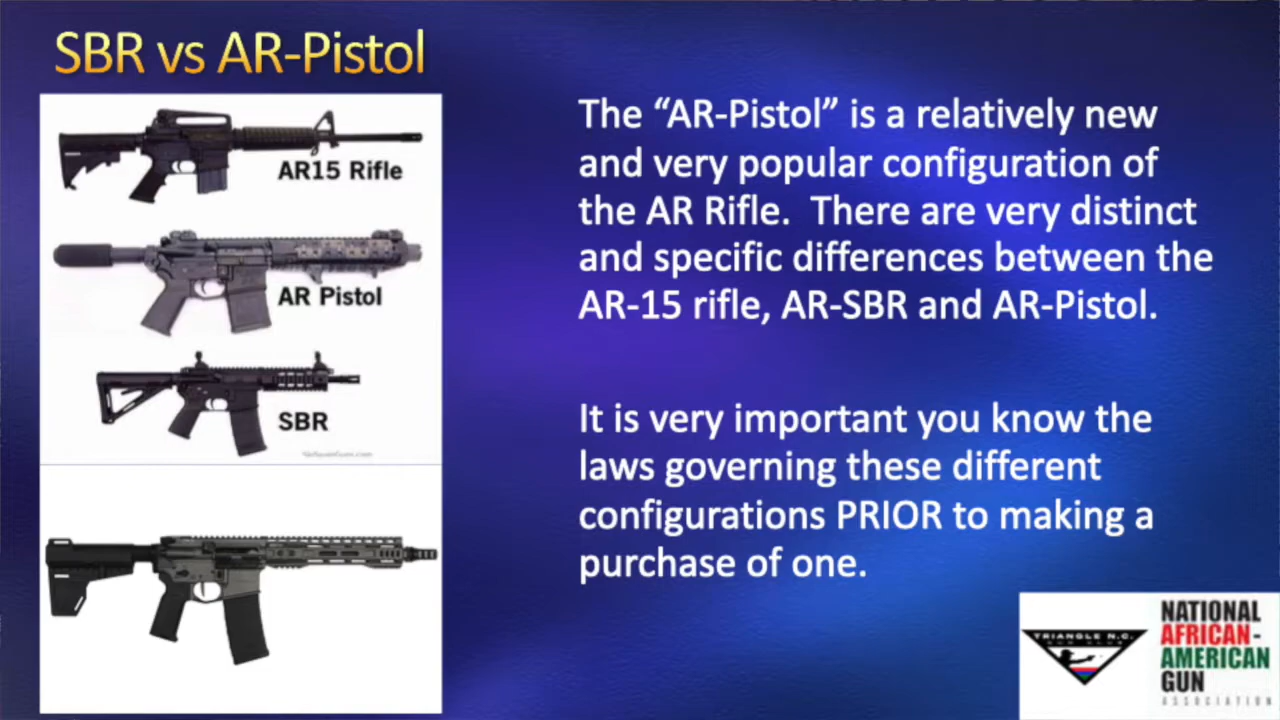 SBR vs AR-Pistol
AR15 Rifle
AR Pistol
SBR
The “AR-Pistol” is a relatively new
and very popular configuration of
the AR Rifle.  There are very distinct
and specific differences between the
AR-15 rifle, AR-SBR and AR-Pistol.
It is very important you know the
laws governing these different
configurations PRIOR to making a
purchase of one.
TRIANGLE N.C.
NATIONAL
AFRICAN-
AMERICAN
GUN
ASSOCIATION